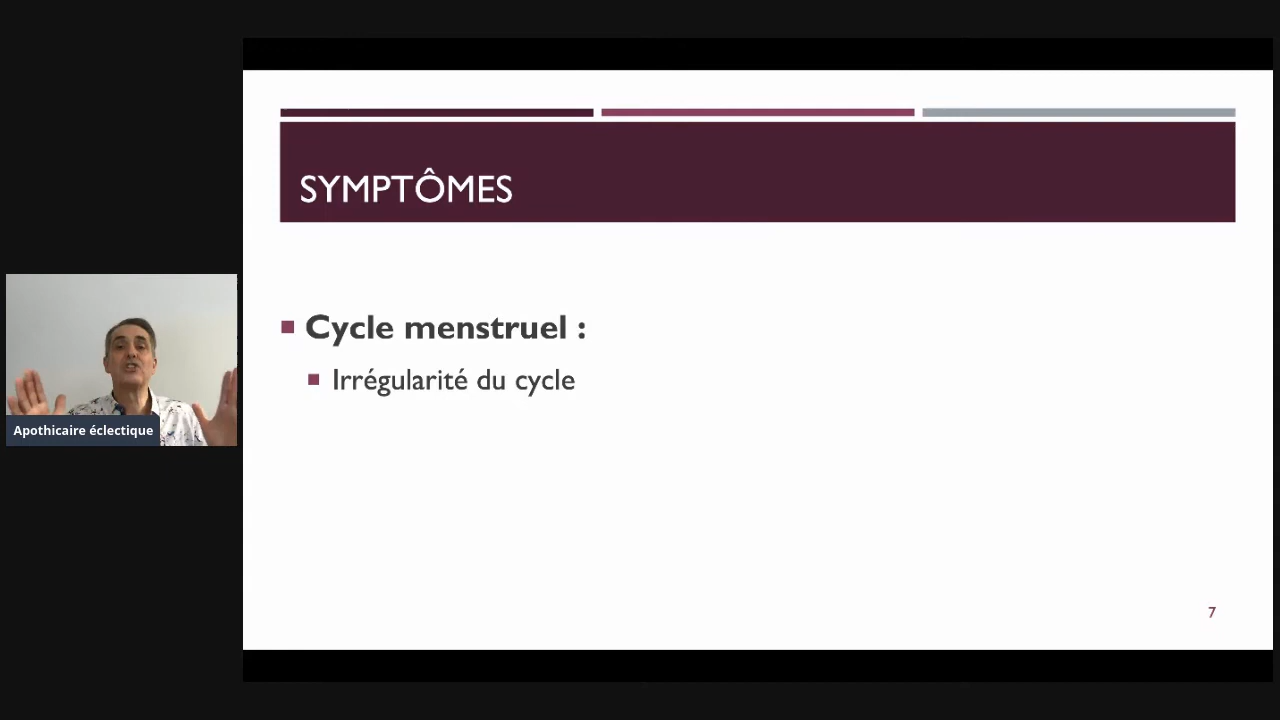 SYMPTÔMES
Cycle menstruel :
Irrégularité du cycle
Apothicaire éclectique
7